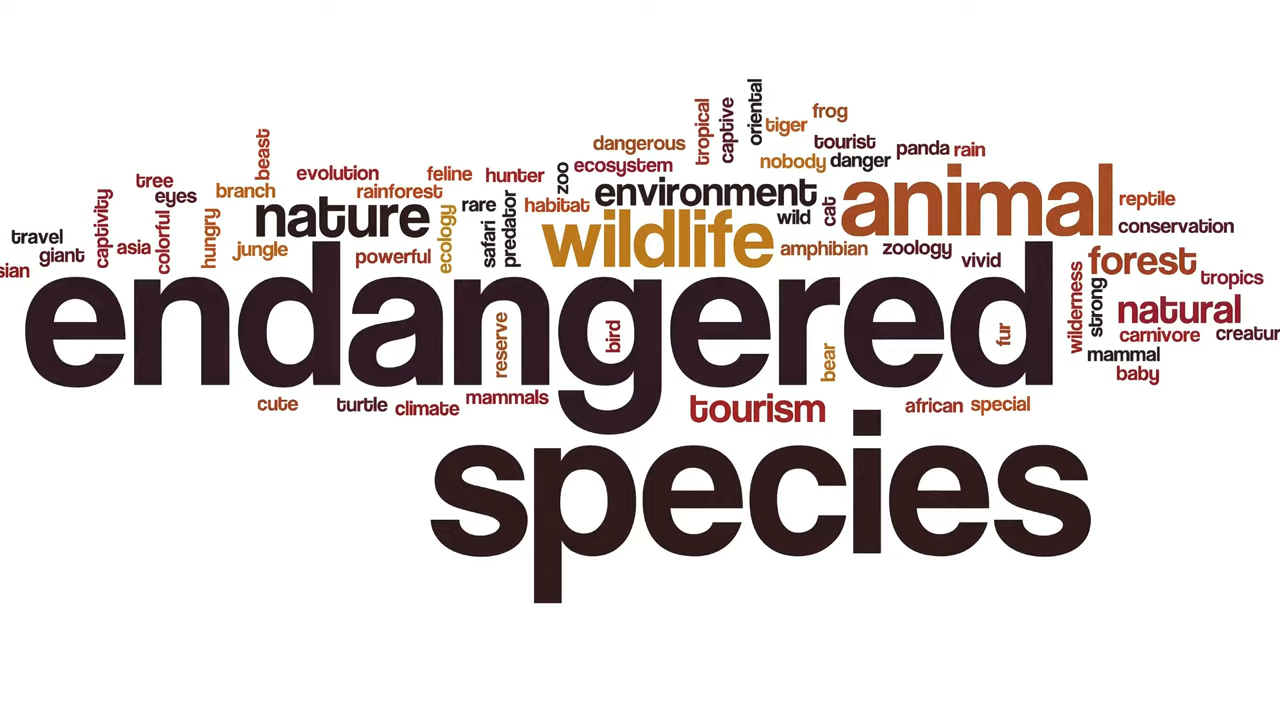 oriental
tropical
captive
frog
tiger
beast
dangerous
tourist
nobody
danger
panda
rain
ecosystem
evolution
feline
hunter
zoo
tree
eyes
branch
rainforest
rare
habitat
environment
wild
cat
animal
reptile
conservation
captivity
colorful
hungry
nature
ecology
safari
predator
wildlife
amphibian
zoology
vivid
travel
giant
asia
jungle
powerful
sian
forest
tropics
endangered
reserve
bird
bear
fur
wilderness
strong
natural
carnivore
creatur
mammal
baby
cute
turtle
climate
mammals
tourism
african
special
species